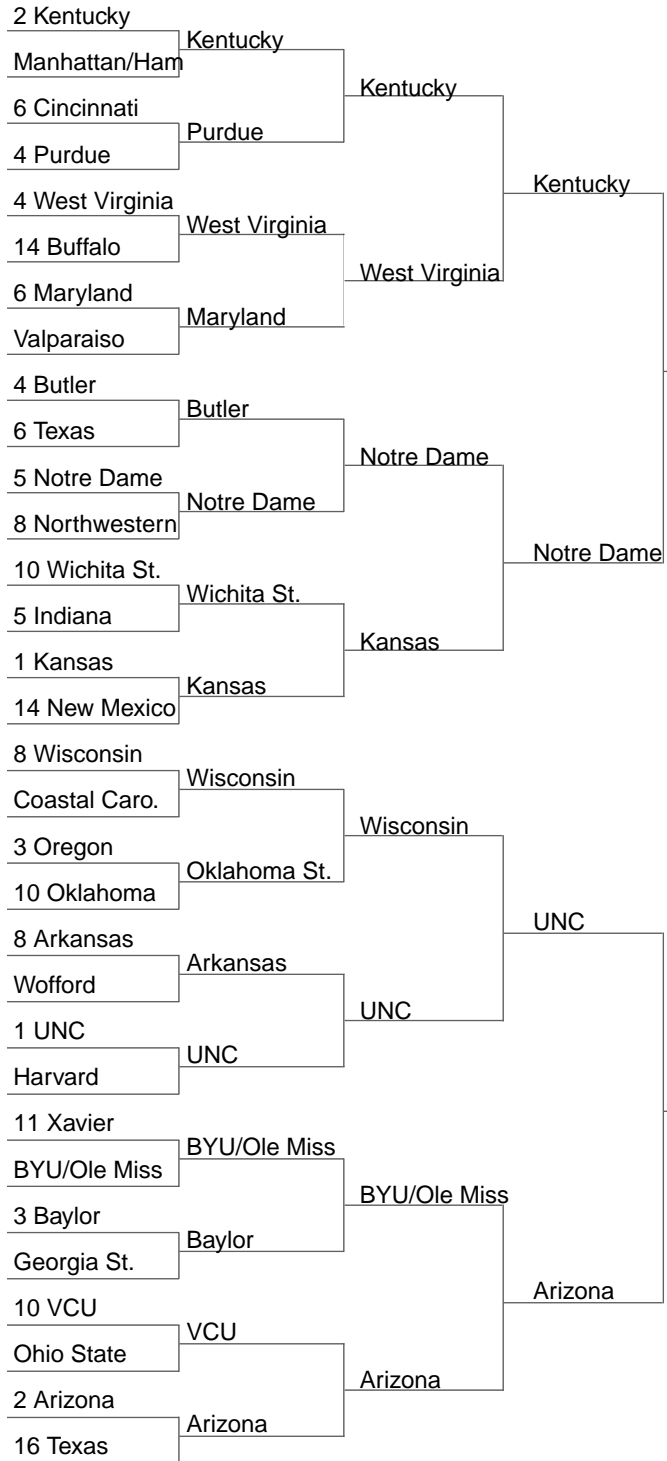 2 Kentucky
Manhattan/Ham
6 Cincinnati
4 Purdue
4 West Virginia
14 Buffalo
6 Maryland
Valparaiso
4 Butler
6 Texas
5 Notre Dame
8 Northwestern
10 Wichita St.
5 Indiana
1 Kansas
14 New Mexico
8 Wisconsin
Coastal Caro.
3 Oregon
10 Oklahoma
8 Arkansas
Wofford
1 UNC
Harvard
11 Xavier
BYU/Ole Miss
3 Baylor
Georgia St.
10 VCU
Ohio State
2 Arizona
16 Texas
Kentucky
Purdue
West Virginia
Maryland
Butler
Notre Dame
Wichita St.
Kansas
Wisconsin
Oklahoma St.
Arkansas
UNC
BYU/Ole Miss
Baylor
VCU
Arizona
Kentucky
West Virginia
Notre Dame
Kansas
Wisconsin
UNC
BYU/Ole Miss
Arizona
Kentucky
Notre Dame
UNC
Arizona